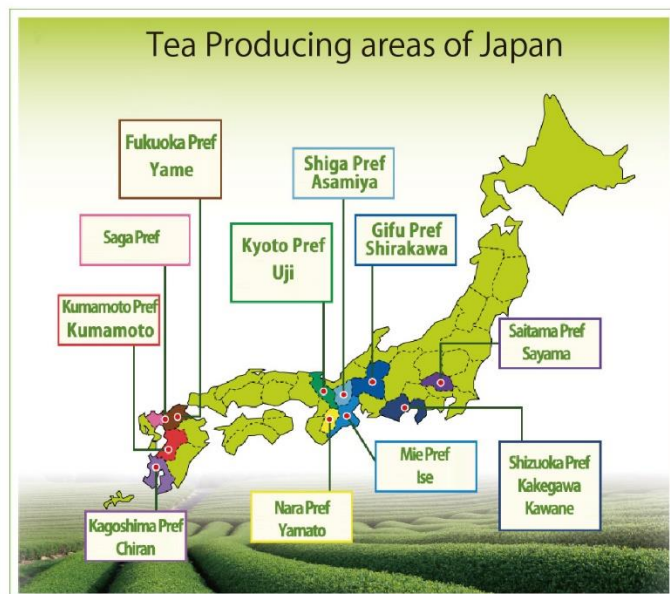 Tea Producing areas of Japan
Fukuoka Pref
Yame
Shiga Pref
Asamiya
Saga Pref
Kyoto Pref
Uji
Gifu Pref
Shirakawa
Kumamoto Pref
Kumamoto
Saitama Pref
Sayama
Mie Pref
Ise
Shizuoka Pref
Kakegawa
Kawane
Nara Pref
Yamato
Kagoshima Pref
Chiran